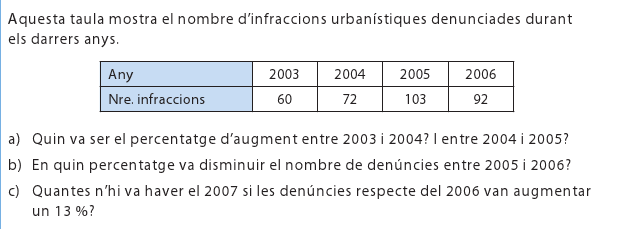 Aquesta taula mostra el nombre d'infraccions urbanístiques denunciades durant
els darrers anys.
Any 2003 2004 2005 2006
Nre. infraccions 60 72 103 92
a) Quin va ser el percentatge d'augment entre 2003 i 2004? I entre 2004 i 2005?
b) En quin percentatge va disminuir el nombre de denúncies entre 2005 i 2006?
c) Quantes n'hi va haver el 2007 si les denúncies respecte del 2006 van augmentar
un 13 %?